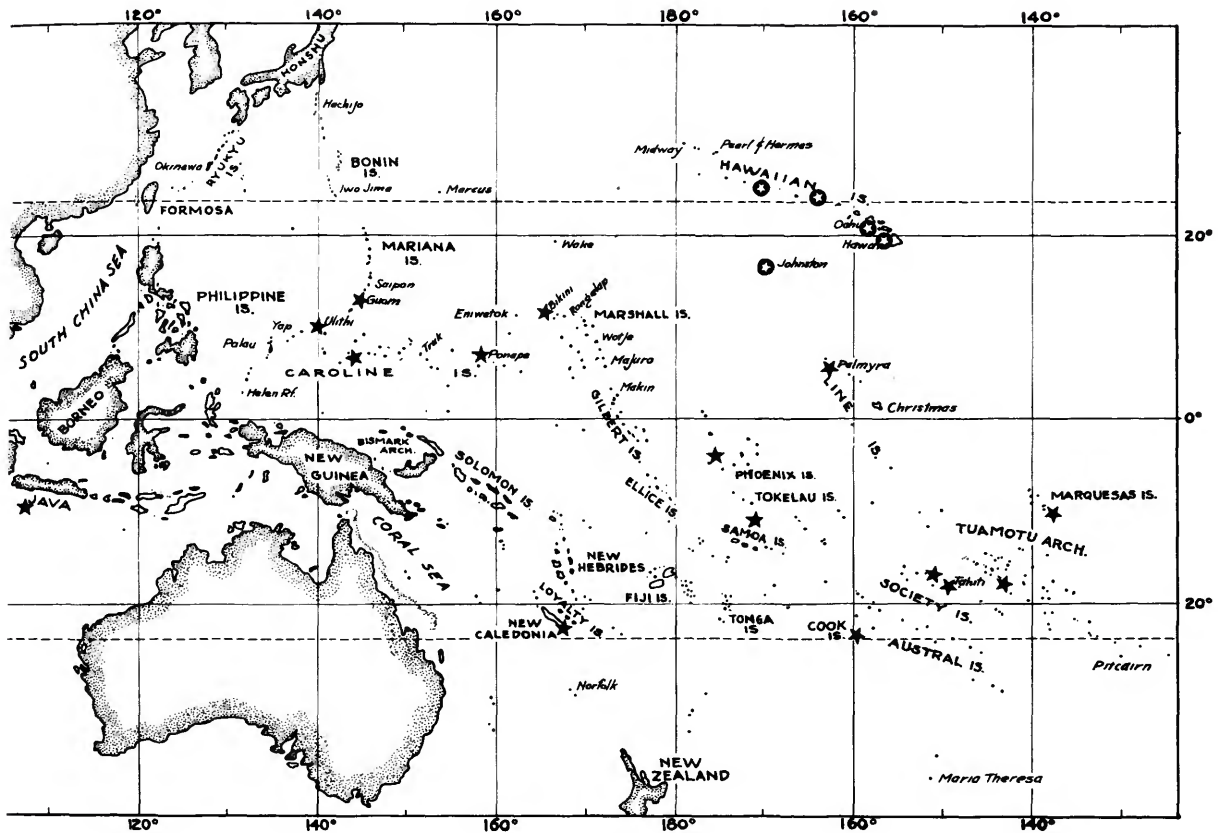 120°
140°
160°
180°
160°
140°
HONSHU
Hachijo
Okinawa
RYUKYU
IS.
BONIN
IS.
Iwo Jima
Marcus
FORMOSA
Midway
Pearl & Hermes
HAWAIIAN
IS.
Oahu
Hawaii
20°
Johnston
Wake
MARIANA
IS.
Saipan
Guam
SOUTH CHINA SEA
PHILIPPINE
IS.
Yap
Ulithi
Palau
Truk
Eniwetok
Bikini
Rongelap
MARSHALL IS.
Wotje
Majuro
Ponape
CAROLINE
IS.
Helen Rf.
Makin
GILBERT IS.
Palmyra
LINE
IS.
Christmas
0°
BORNEO
BISMARK
ARCH.
NEW
GUINEA
SOLOMON IS.
ELLICE IS.
PHOENIX IS.
TOKELAU IS.
SAMOA IS.
JAVA
MARQUESAS IS.
TUAMOTU ARCH.
CORAL SEA
NEW
HEBRIDES
FIJI IS.
LOYALTY IS.
NEW
CALEDONIA
TONGA
IS
COOK
IS.
Tahiti
SOCIETY IS.
20°
AUSTRAL IS.
Pitcairn
Norfolk
NEW
ZEALAND
Maria Theresa
120°
140°
160°
180°
160°
140°